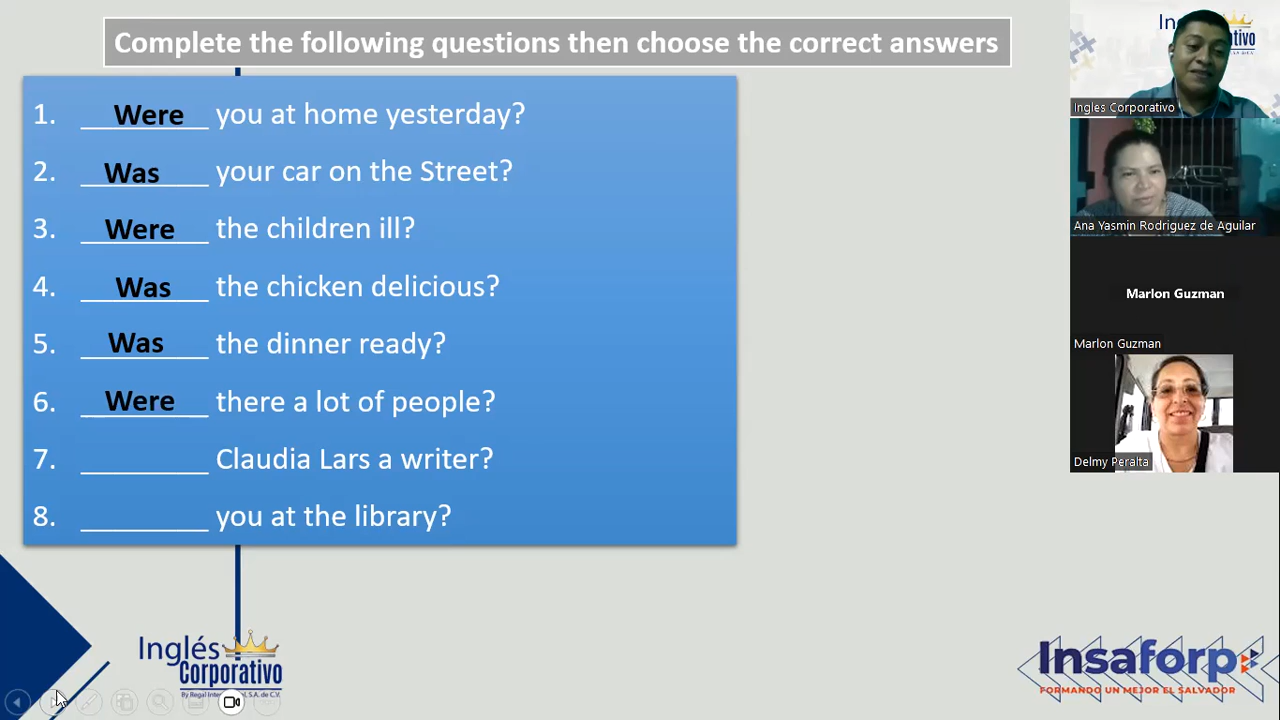 Complete the following questions then choose the correct answers
1. Were you at home yesterday?
2. Was your car on the Street?
3. Were the children ill?
4. Was the chicken delicious?
5. Was the dinner ready?
6. Were there a lot of people?
7. ________ Claudia Lars a writer?
8. ________ you at the library?
Inglés
Corporativo
Insaforp
FORMANDO UN MEJOR EL SALVADOR
Ingles Corporativo
Ana Yasmin Rodriguez de Aguilar
Marlon Guzman
Marlon Guzman
Delmy Peralta